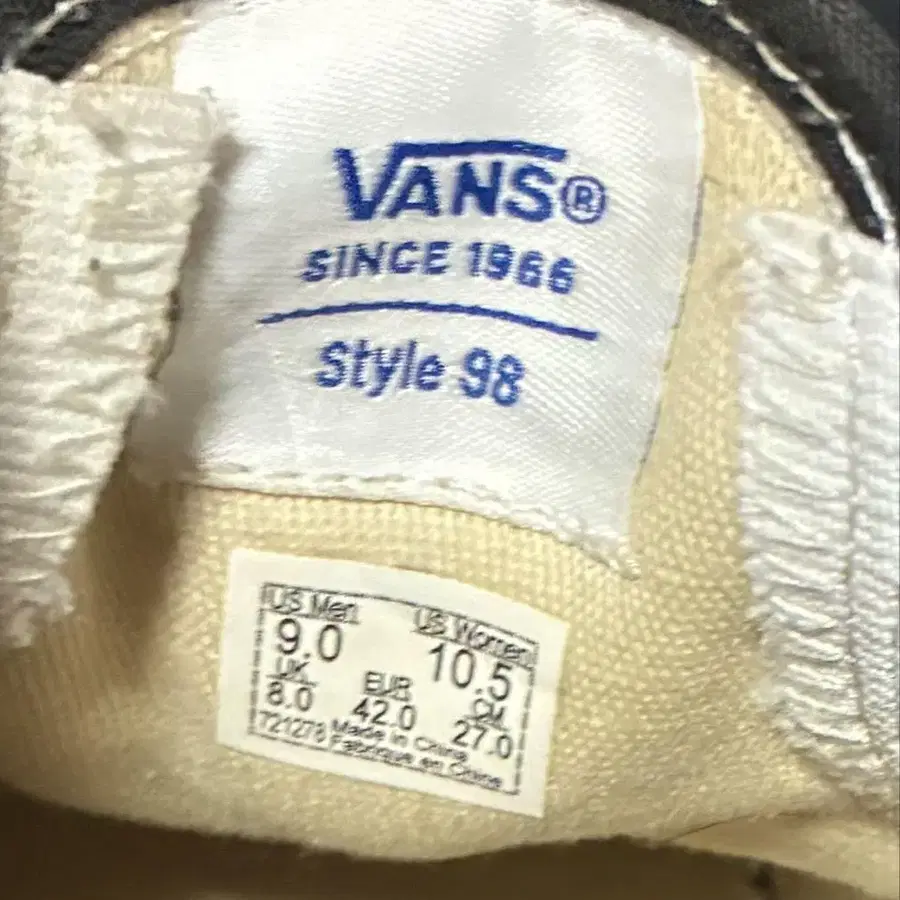 VANS®
SINCE 1966
Style 98
US Men US Women
9.0 10.5
UK EUR CM
8.0 42.0 27.0
721278 Made in China
Fabrique en Chine